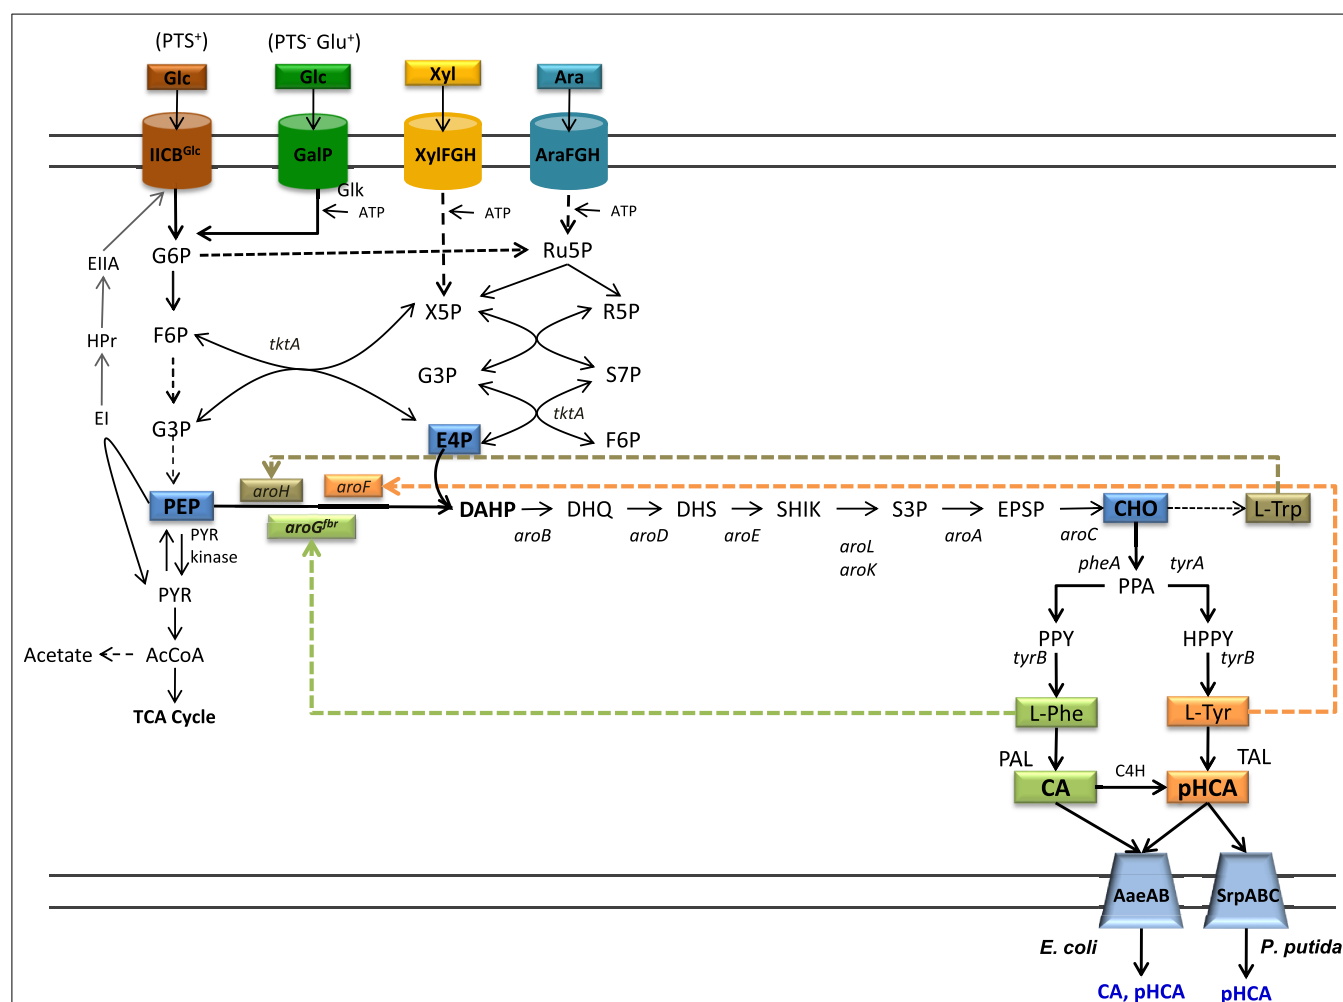 (PTS⁺) (PTS⁻ Glu⁺)
Glc Glc Xyl Ara
IICBᴳˡᶜ GalP XylFGH AraFGH
Glk
ATP ATP ATP
G6P Ru5P
EIIA
X5P R5P
HPr F6P tktA
G3P S7P
EI G3P tktA
E4P F6P
aroH aroF
PEP DAHP DHQ DHS SHIK S3P EPSP CHO L-Trp
aroGᶠᵇʳ aroB aroD aroE aroL aroA aroC
aroK
PYR
kinase
pheA tyrA
PYR PPA
PPY HPPY
Acetate AcCoA tyrB tyrB
TCA Cycle L-Phe L-Tyr
PAL TAL
C4H
CA pHCA
AaeAB SrpABC
E. coli P. putida
CA, pHCA pHCA